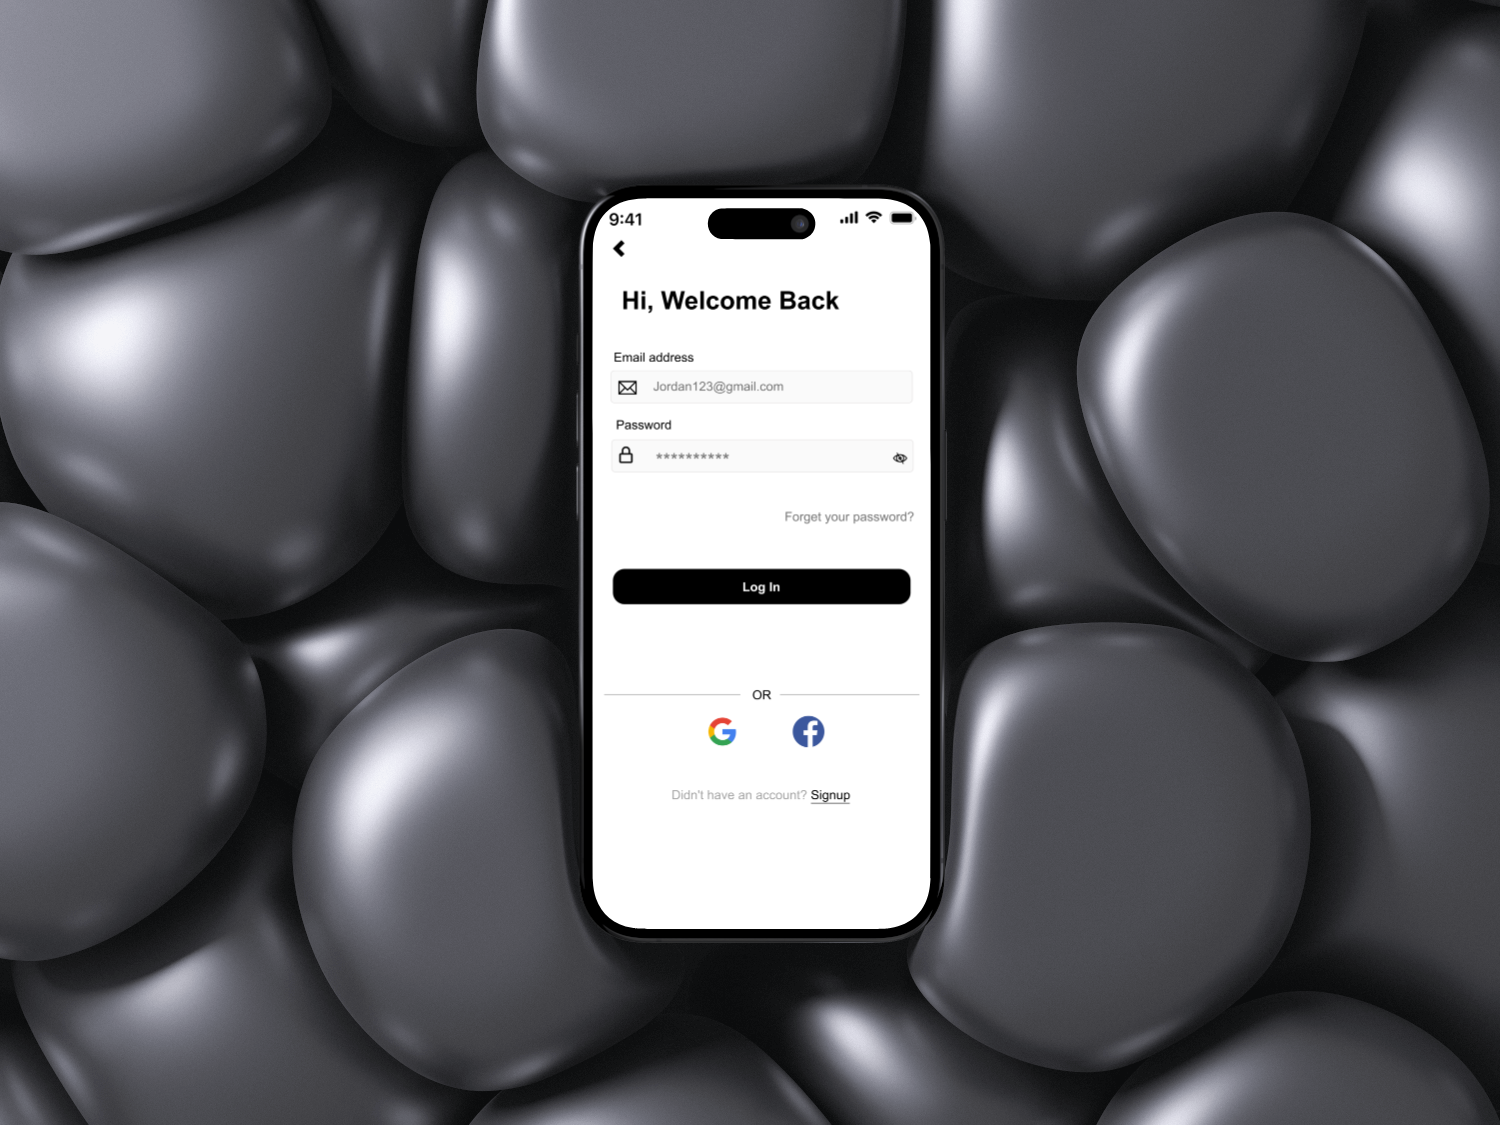 9:41
Hi, Welcome Back
Email address
Jordan123@gmail.com
Password
**********
Forget your password?
Log In
OR
Didn't have an account? Signup